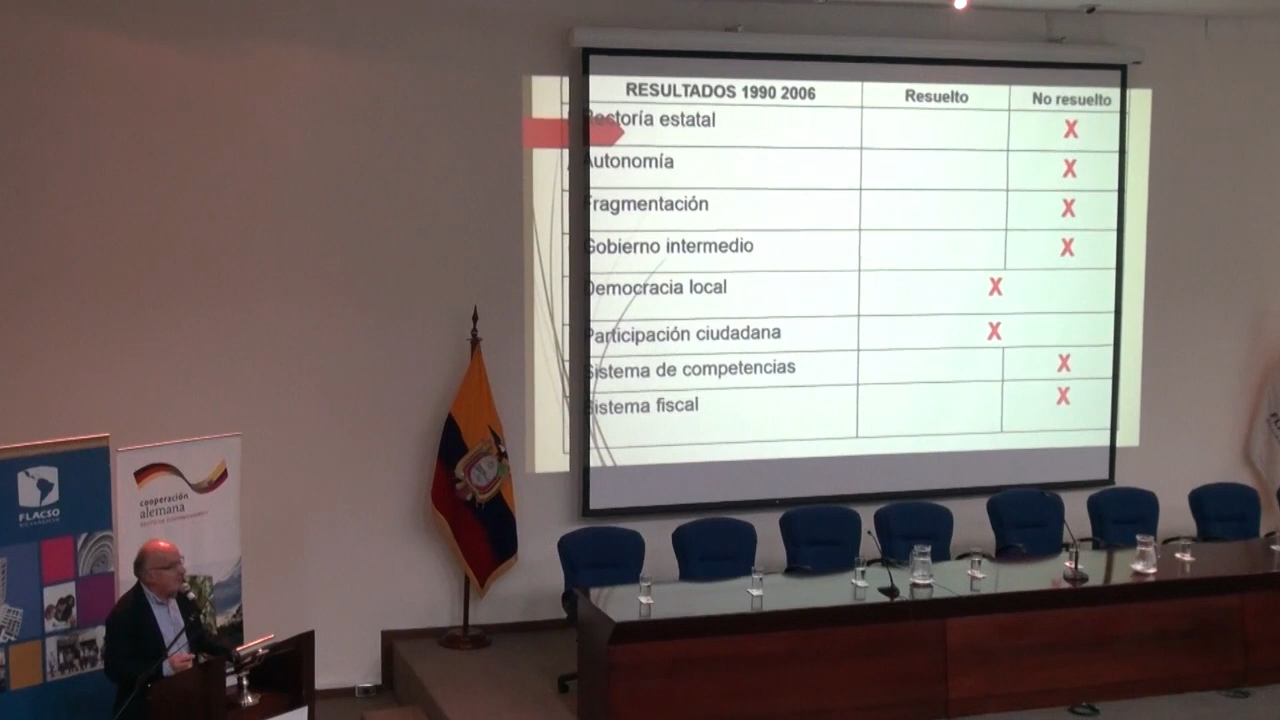 RESULTADOS 1990 2006 Resuelto No resuelto
Rectoría estatal X
Autonomía X
Fragmentación X
Gobierno intermedio X
Democracia local X
Participación ciudadana X
Sistema de competencias X
Sistema fiscal X
FLACSO
cooperación
alemana